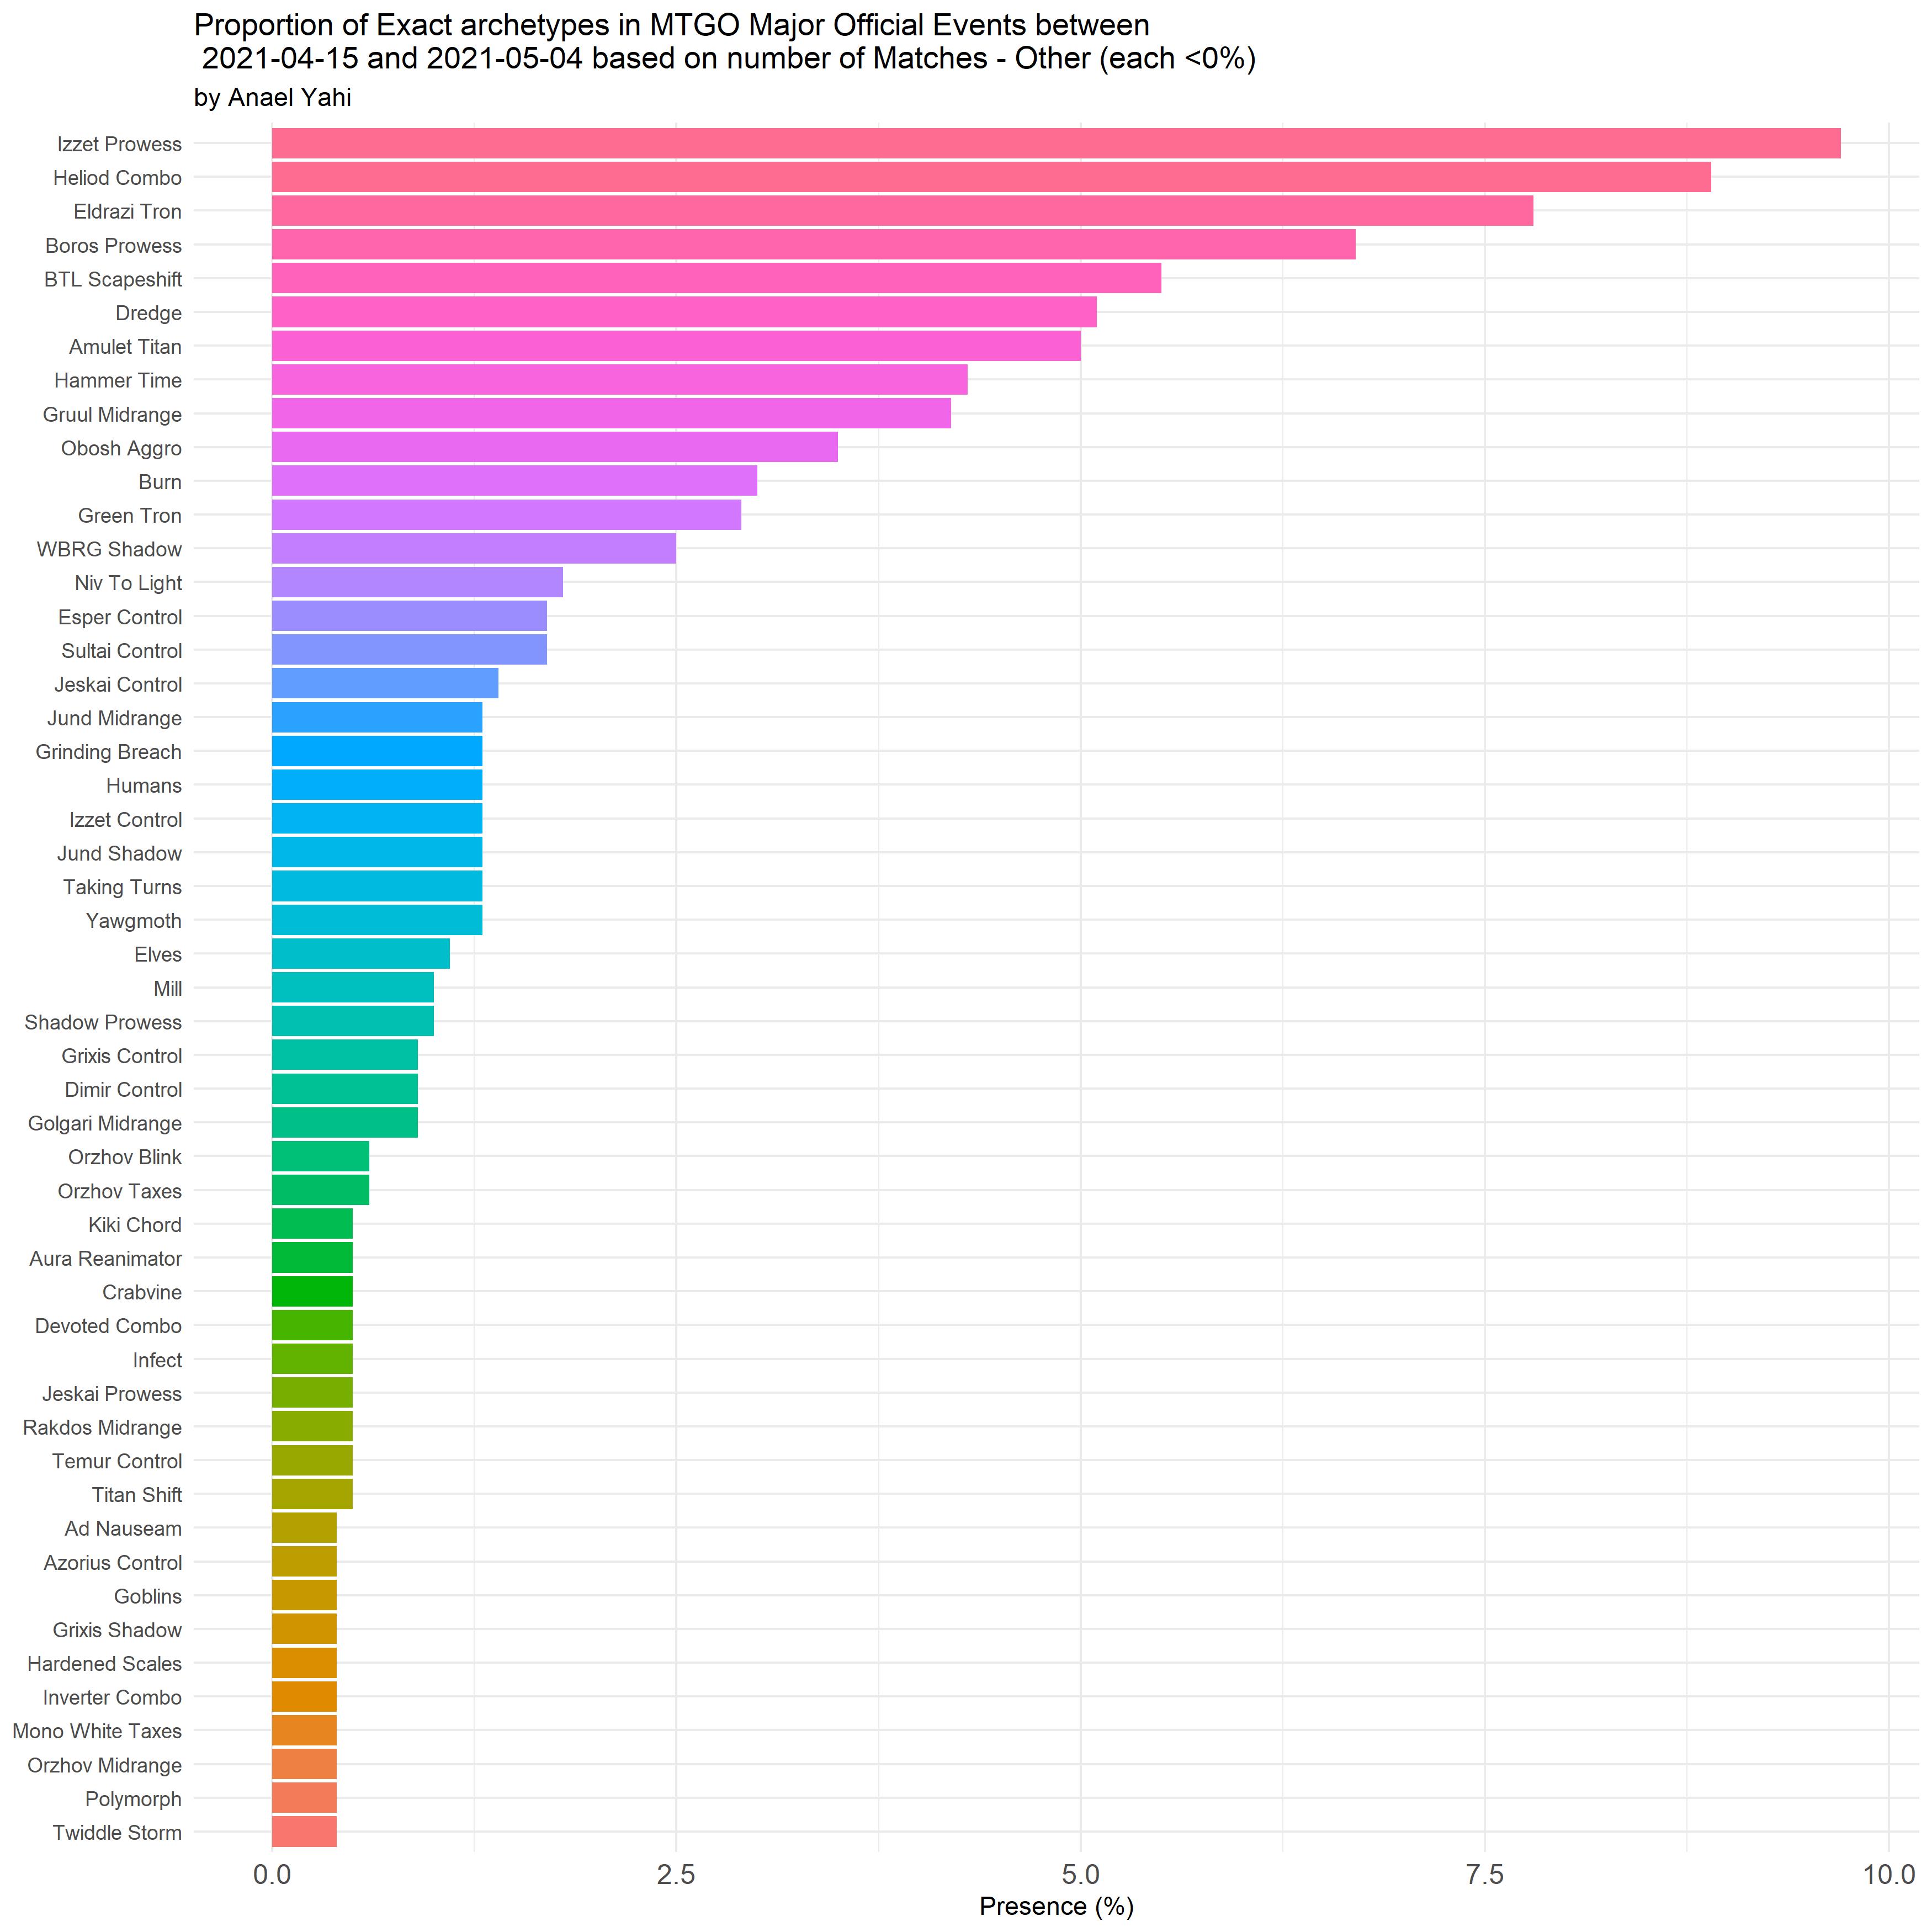 Proportion of Exact archetypes in MTGO Major Official Events between
2021-04-15 and 2021-05-04 based on number of Matches - Other (each <0%)
by Anael Yahi
Izzet Prowess
Heliod Combo
Eldrazi Tron
Boros Prowess
BTL Scapeshift
Dredge
Amulet Titan
Hammer Time
Gruul Midrange
Obosh Aggro
Burn
Green Tron
WBRG Shadow
Niv To Light
Esper Control
Sultai Control
Jeskai Control
Jund Midrange
Grinding Breach
Humans
Izzet Control
Jund Shadow
Taking Turns
Yawgmoth
Elves
Mill
Shadow Prowess
Grixis Control
Dimir Control
Golgari Midrange
Orzhov Blink
Orzhov Taxes
Kiki Chord
Aura Reanimator
Crabvine
Devoted Combo
Infect
Jeskai Prowess
Rakdos Midrange
Temur Control
Titan Shift
Ad Nauseam
Azorius Control
Goblins
Grixis Shadow
Hardened Scales
Inverter Combo
Mono White Taxes
Orzhov Midrange
Polymorph
Twiddle Storm
0.0 2.5 5.0 7.5 10.0
Presence (%)